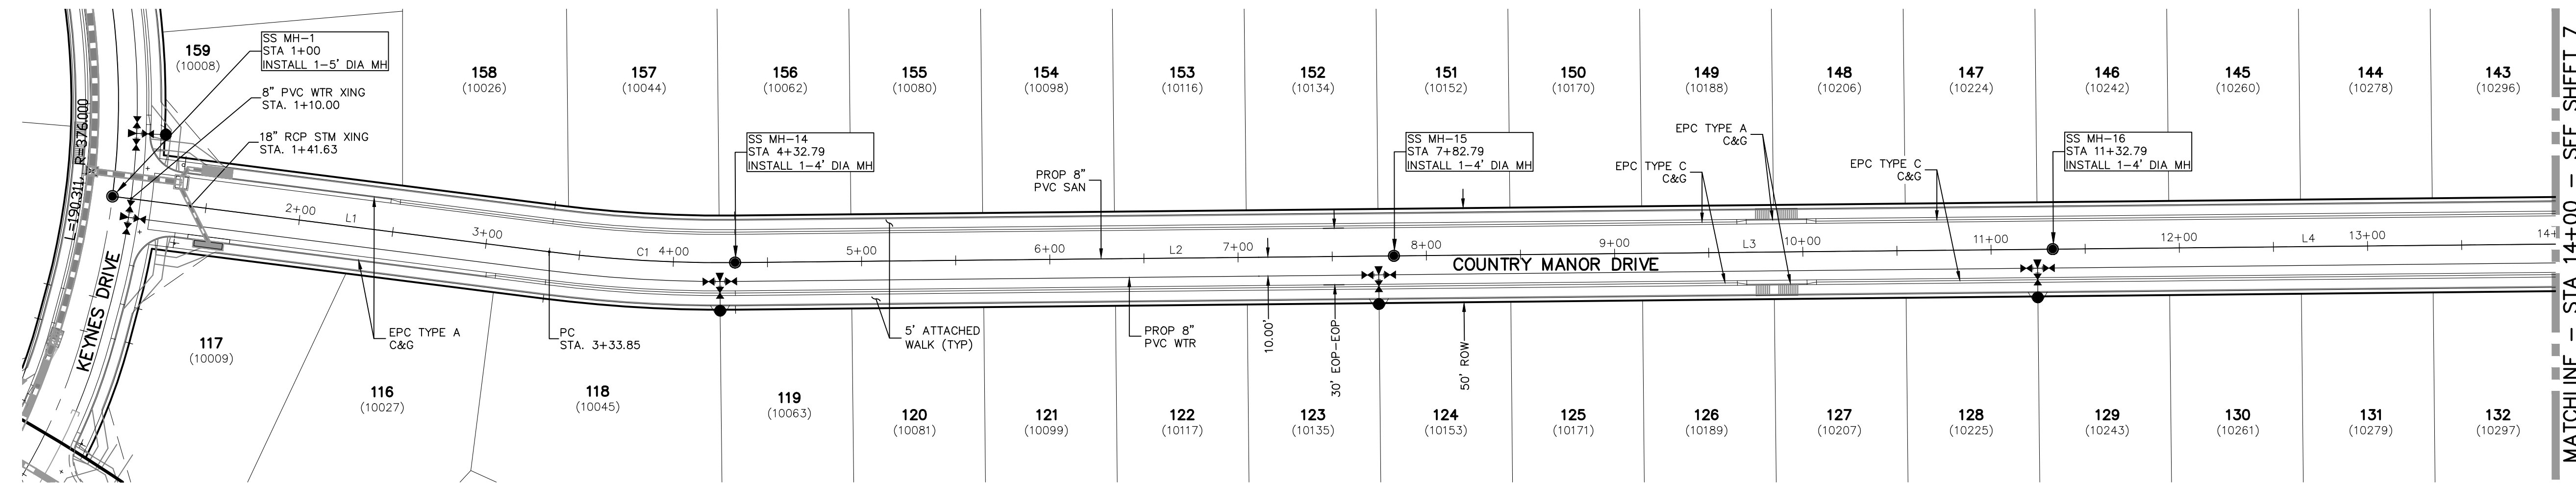 159
(10008)
SS MH-1
STA 1+00
INSTALL 1-5' DIA MH
8" PVC WTR XING
STA. 1+10.00
18" RCP STM XING
STA. 1+41.63
L=190.311, R=376.000
KEYNES DRIVE
158
(10026)
157
(10044)
156
(10062)
155
(10080)
154
(10098)
153
(10116)
152
(10134)
151
(10152)
150
(10170)
149
(10188)
148
(10206)
147
(10224)
146
(10242)
145
(10260)
144
(10278)
143
(10296)
SS MH-14
STA 4+32.79
INSTALL 1-4' DIA MH
PROP 8"
PVC SAN
SS MH-15
STA 7+82.79
INSTALL 1-4' DIA MH
EPC TYPE C
C&G
EPC TYPE A
C&G
EPC TYPE C
C&G
SS MH-16
STA 11+32.79
INSTALL 1-4' DIA MH
2+00
L1
3+00
C1
4+00
5+00
6+00
L2
7+00
8+00
9+00
L3
10+00
11+00
12+00
L4
13+00
COUNTRY MANOR DRIVE
EPC TYPE A
C&G
PC
STA. 3+33.85
5' ATTACHED
WALK (TYP)
PROP 8"
PVC WTR
10.00'
30' EOP-EOP
50' ROW
117
(10009)
116
(10027)
118
(10045)
119
(10063)
120
(10081)
121
(10099)
122
(10117)
123
(10135)
124
(10153)
125
(10171)
126
(10189)
127
(10207)
128
(10225)
129
(10243)
130
(10261)
131
(10279)
132
(10297)
MATCHLINE - STA 14+00 - SEE SHEET 7